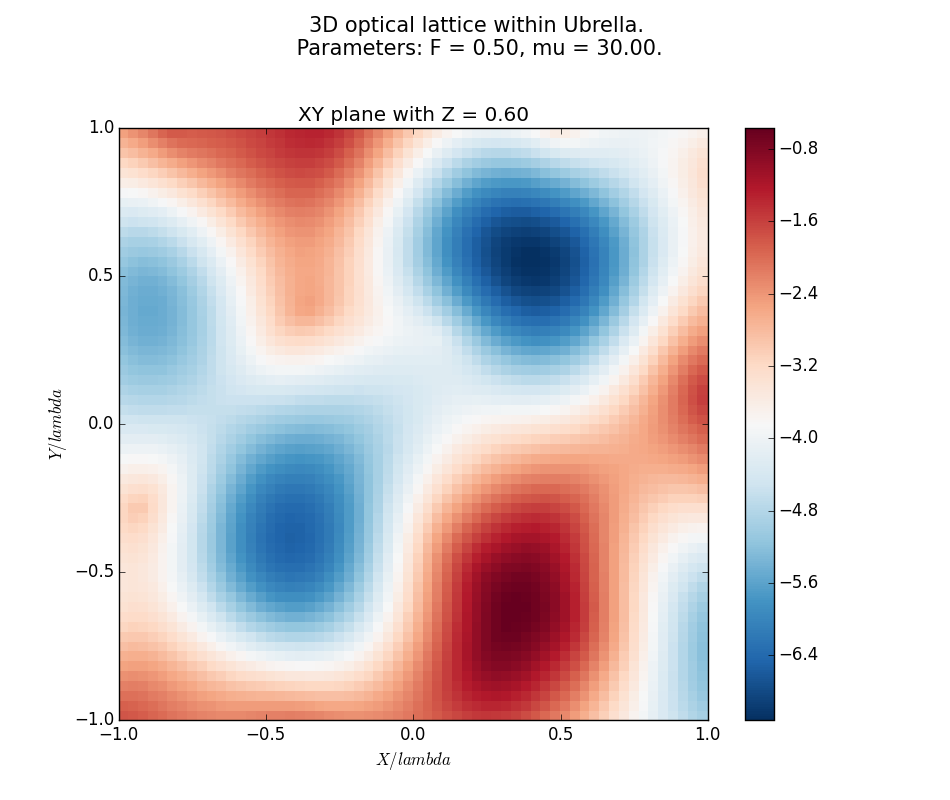 3D optical lattice within Ubrella.
Parameters: F = 0.50, mu = 30.00.
XY plane with Z = 0.60
1.0
0.5
0.0
−0.5
−1.0
Y/lambda
−1.0 −0.5 0.0 0.5 1.0
X/lambda
−0.8
−1.6
−2.4
−3.2
−4.0
−4.8
−5.6
−6.4